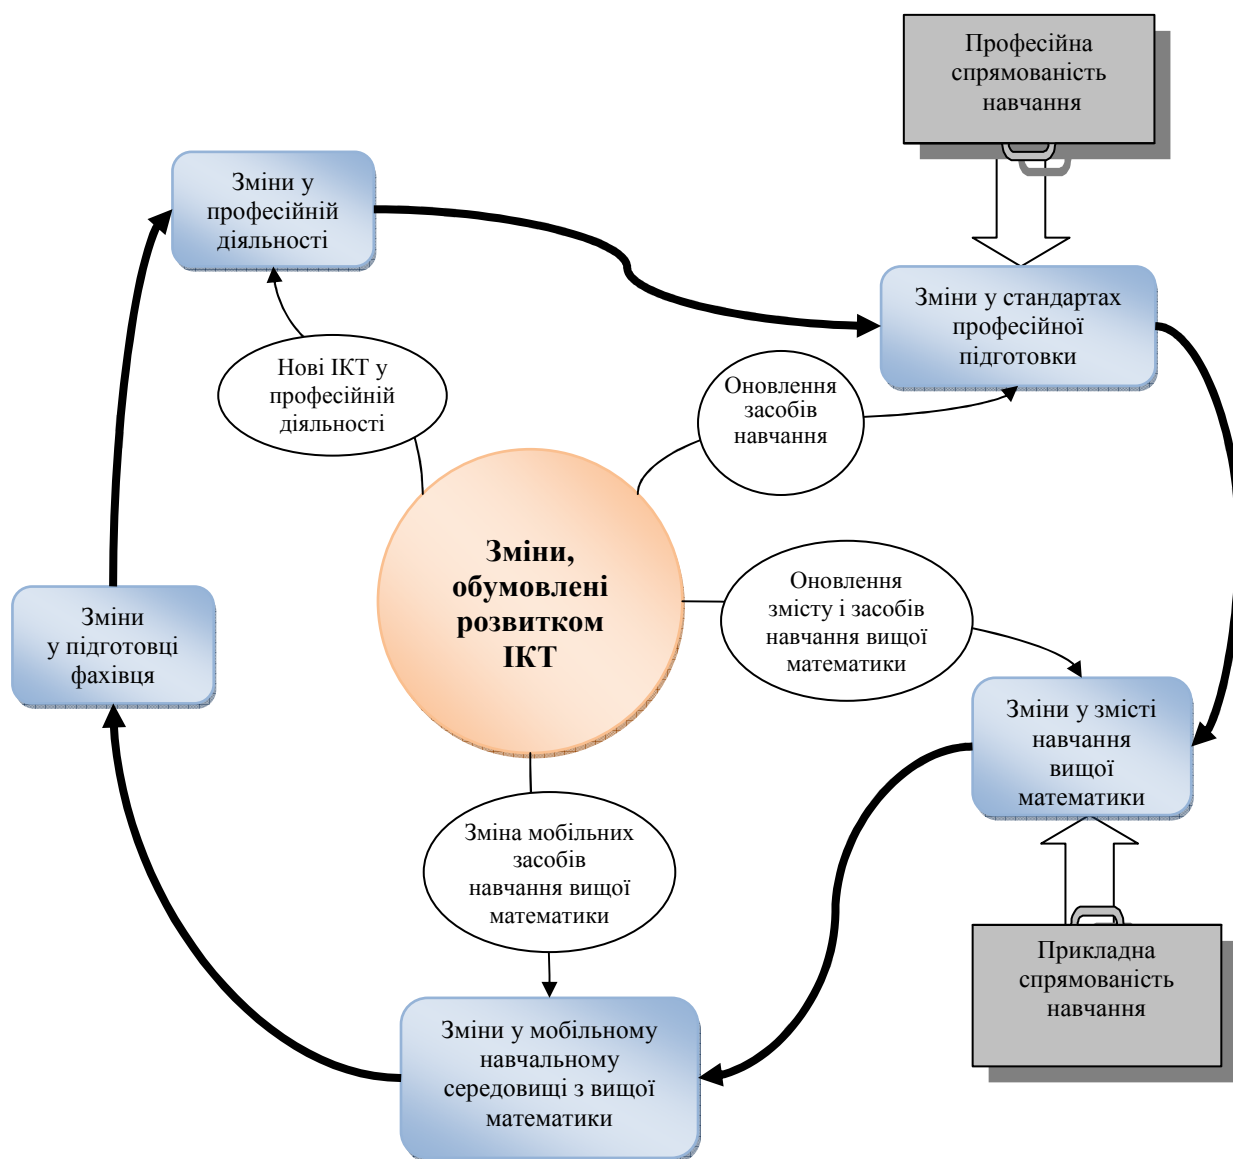 Професійна
спрямованість
навчання
Зміни у
професійній
діяльності
Зміни у стандартах
професійної
підготовки
Нові ІКТ у
професійній
діяльності
Оновлення
засобів
навчання
Зміни,
обумовлені
розвитком
ІКТ
Оновлення
змісту і засобів
навчання вищої
математики
Зміни
у підготовці
фахівця
Зміни у змісті
навчання
вищої
математики
Зміна мобільних
засобів
навчання вищої
математики
Прикладна
спрямованість
навчання
Зміни у мобільному
навчальному
середовищі з вищої
математики